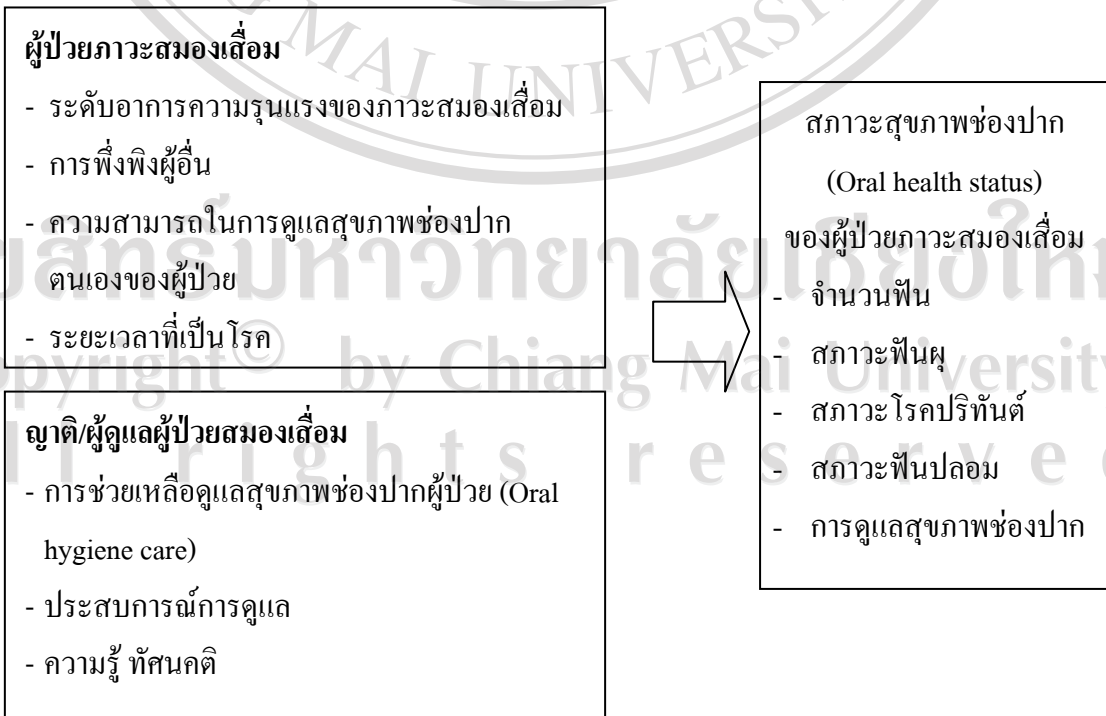 MAI UNIVERS
ผู้ป่วยภาวะสมองเสื่อม
- ระดับอาการความรุนแรงของภาวะสมองเสื่อม
- การพึ่งพิงผู้อื่น
- ความสามารถในการดูแลสุขภาพช่องปาก
ตนเองของผู้ป่วย
- ระยะเวลาที่เป็นโรค
ญาติ/ผู้ดูแลผู้ป่วยสมองเสื่อม
- การช่วยเหลือดูแลสุขภาพช่องปากผู้ป่วย (Oral
hygiene care)
- ประสบการณ์การดูแล
- ความรู้ ทัศนคติ
สภาวะสุขภาพช่องปาก
(Oral health status)
ของผู้ป่วยภาวะสมองเสื่อม
- จำนวนฟัน
- สภาวะฟันผุ
- สภาวะโรคปริทันต์
- สภาวะฟันปลอม
- การดูแลสุขภาพช่องปาก
by Chiang Mai University
rights reserve